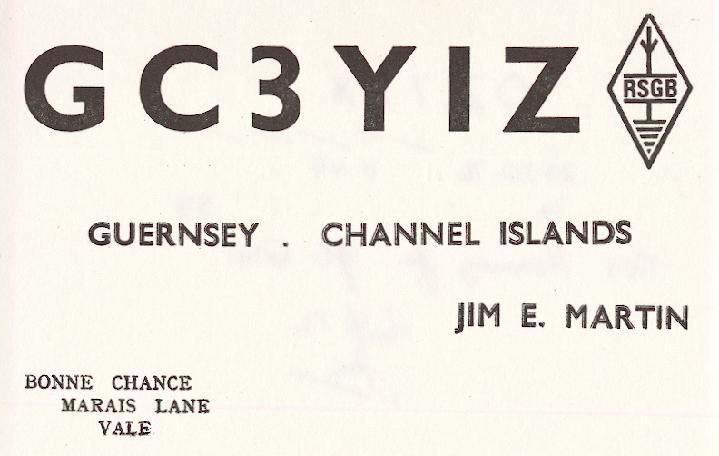 GC3YIZ
RSGB
GUERNSEY . CHANNEL ISLANDS
JIM E. MARTIN
BONNE CHANCE
MARAIS LANE
VALE